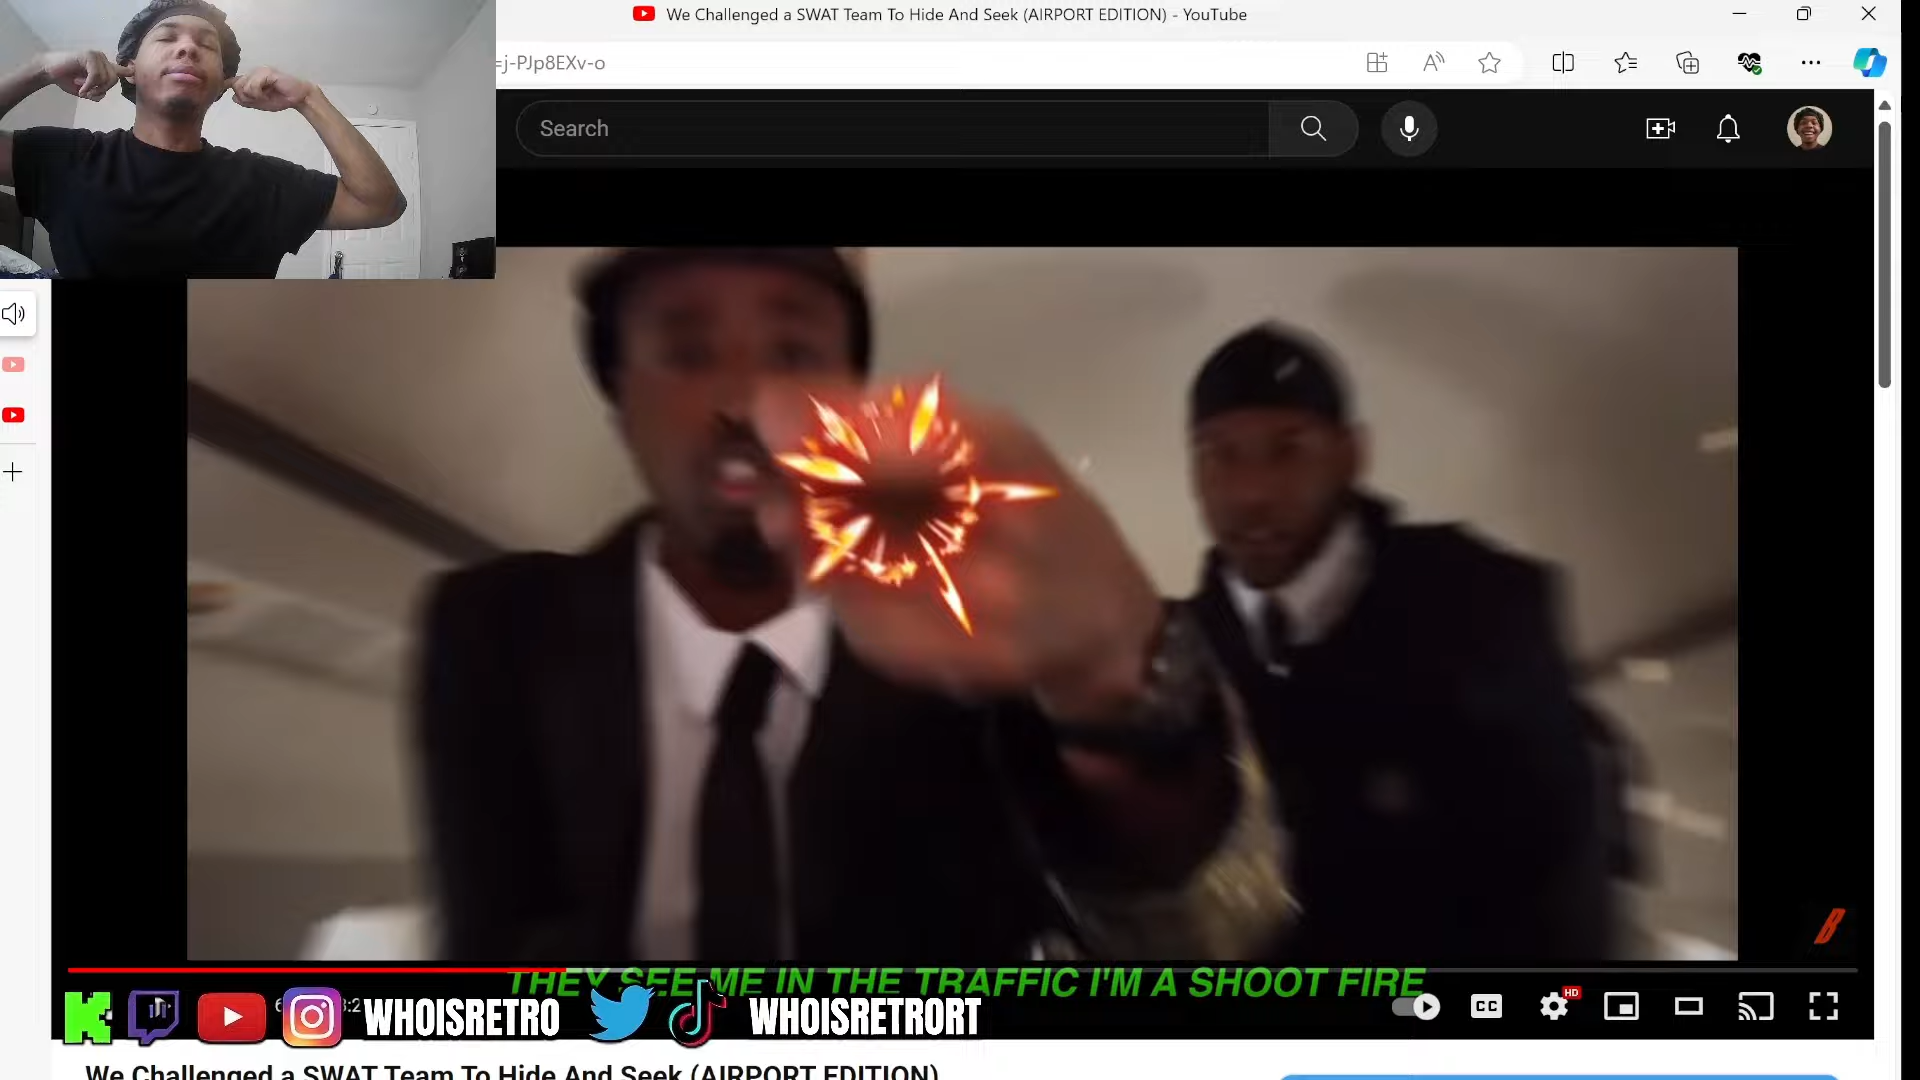 We Challenged a SWAT Team To Hide And Seek (AIRPORT EDITION) - YouTube
=j-PJp8EXv-o
Search
THEY SEE ME IN THE TRAFFIC I'M A SHOOT FIRE
WHOISRETRO
WHOISRETRORT
CC
HD
We Challenged a SWAT Team To Hide And Seek (AIRPORT EDITION)